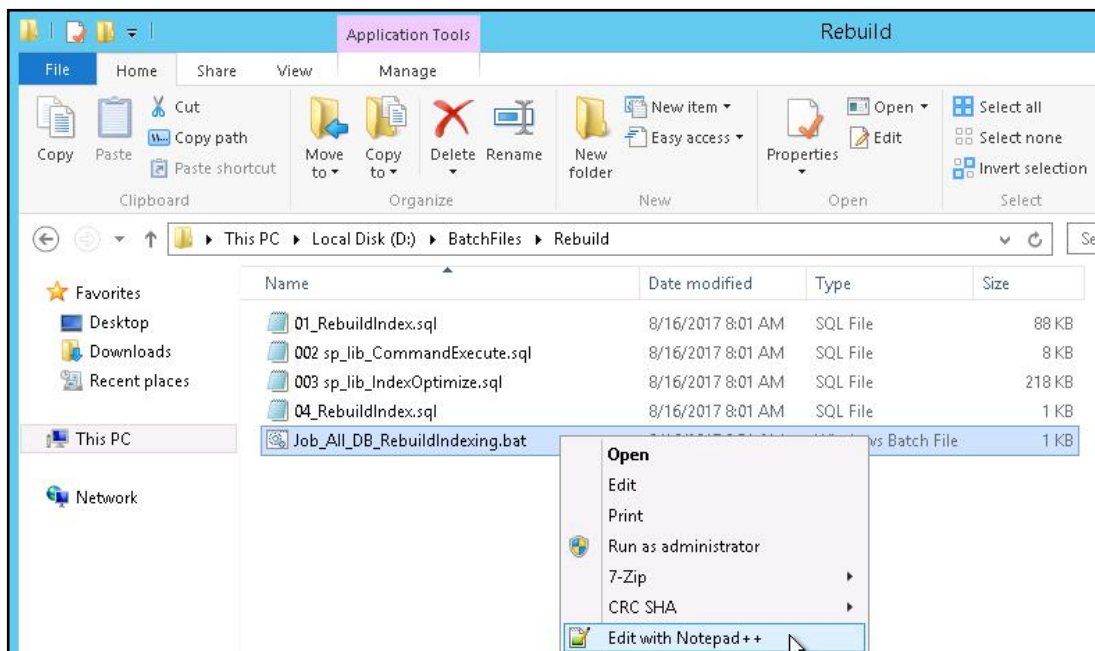 Application Tools Rebuild
File Home Share View Manage
Copy
Paste
Cut
Copy path
Paste shortcut
Clipboard
Move to
Copy to
Delete
Rename
Organize
New folder
New item
Easy access
New
Properties
Open
Edit
Open
Select all
Select none
Invert selection
Select
This PC Local Disk (D:) BatchFiles Rebuild
Favorites
Desktop
Downloads
Recent places
This PC
Network
Name Date modified Type Size
01_RebuildIndex.sql 8/16/2017 8:01 AM SQL File 88 KB
002 sp_lib_CommandExecute.sql 8/16/2017 8:01 AM SQL File 8 KB
003 sp_lib_IndexOptimize.sql 8/16/2017 8:01 AM SQL File 218 KB
04_RebuildIndex.sql 8/16/2017 8:01 AM SQL File 1 KB
Job_All_DB_RebuildIndexing.bat Batch File 1 KB
Open
Edit
Print
Run as administrator
7-Zip
CRC SHA
Edit with Notepad++